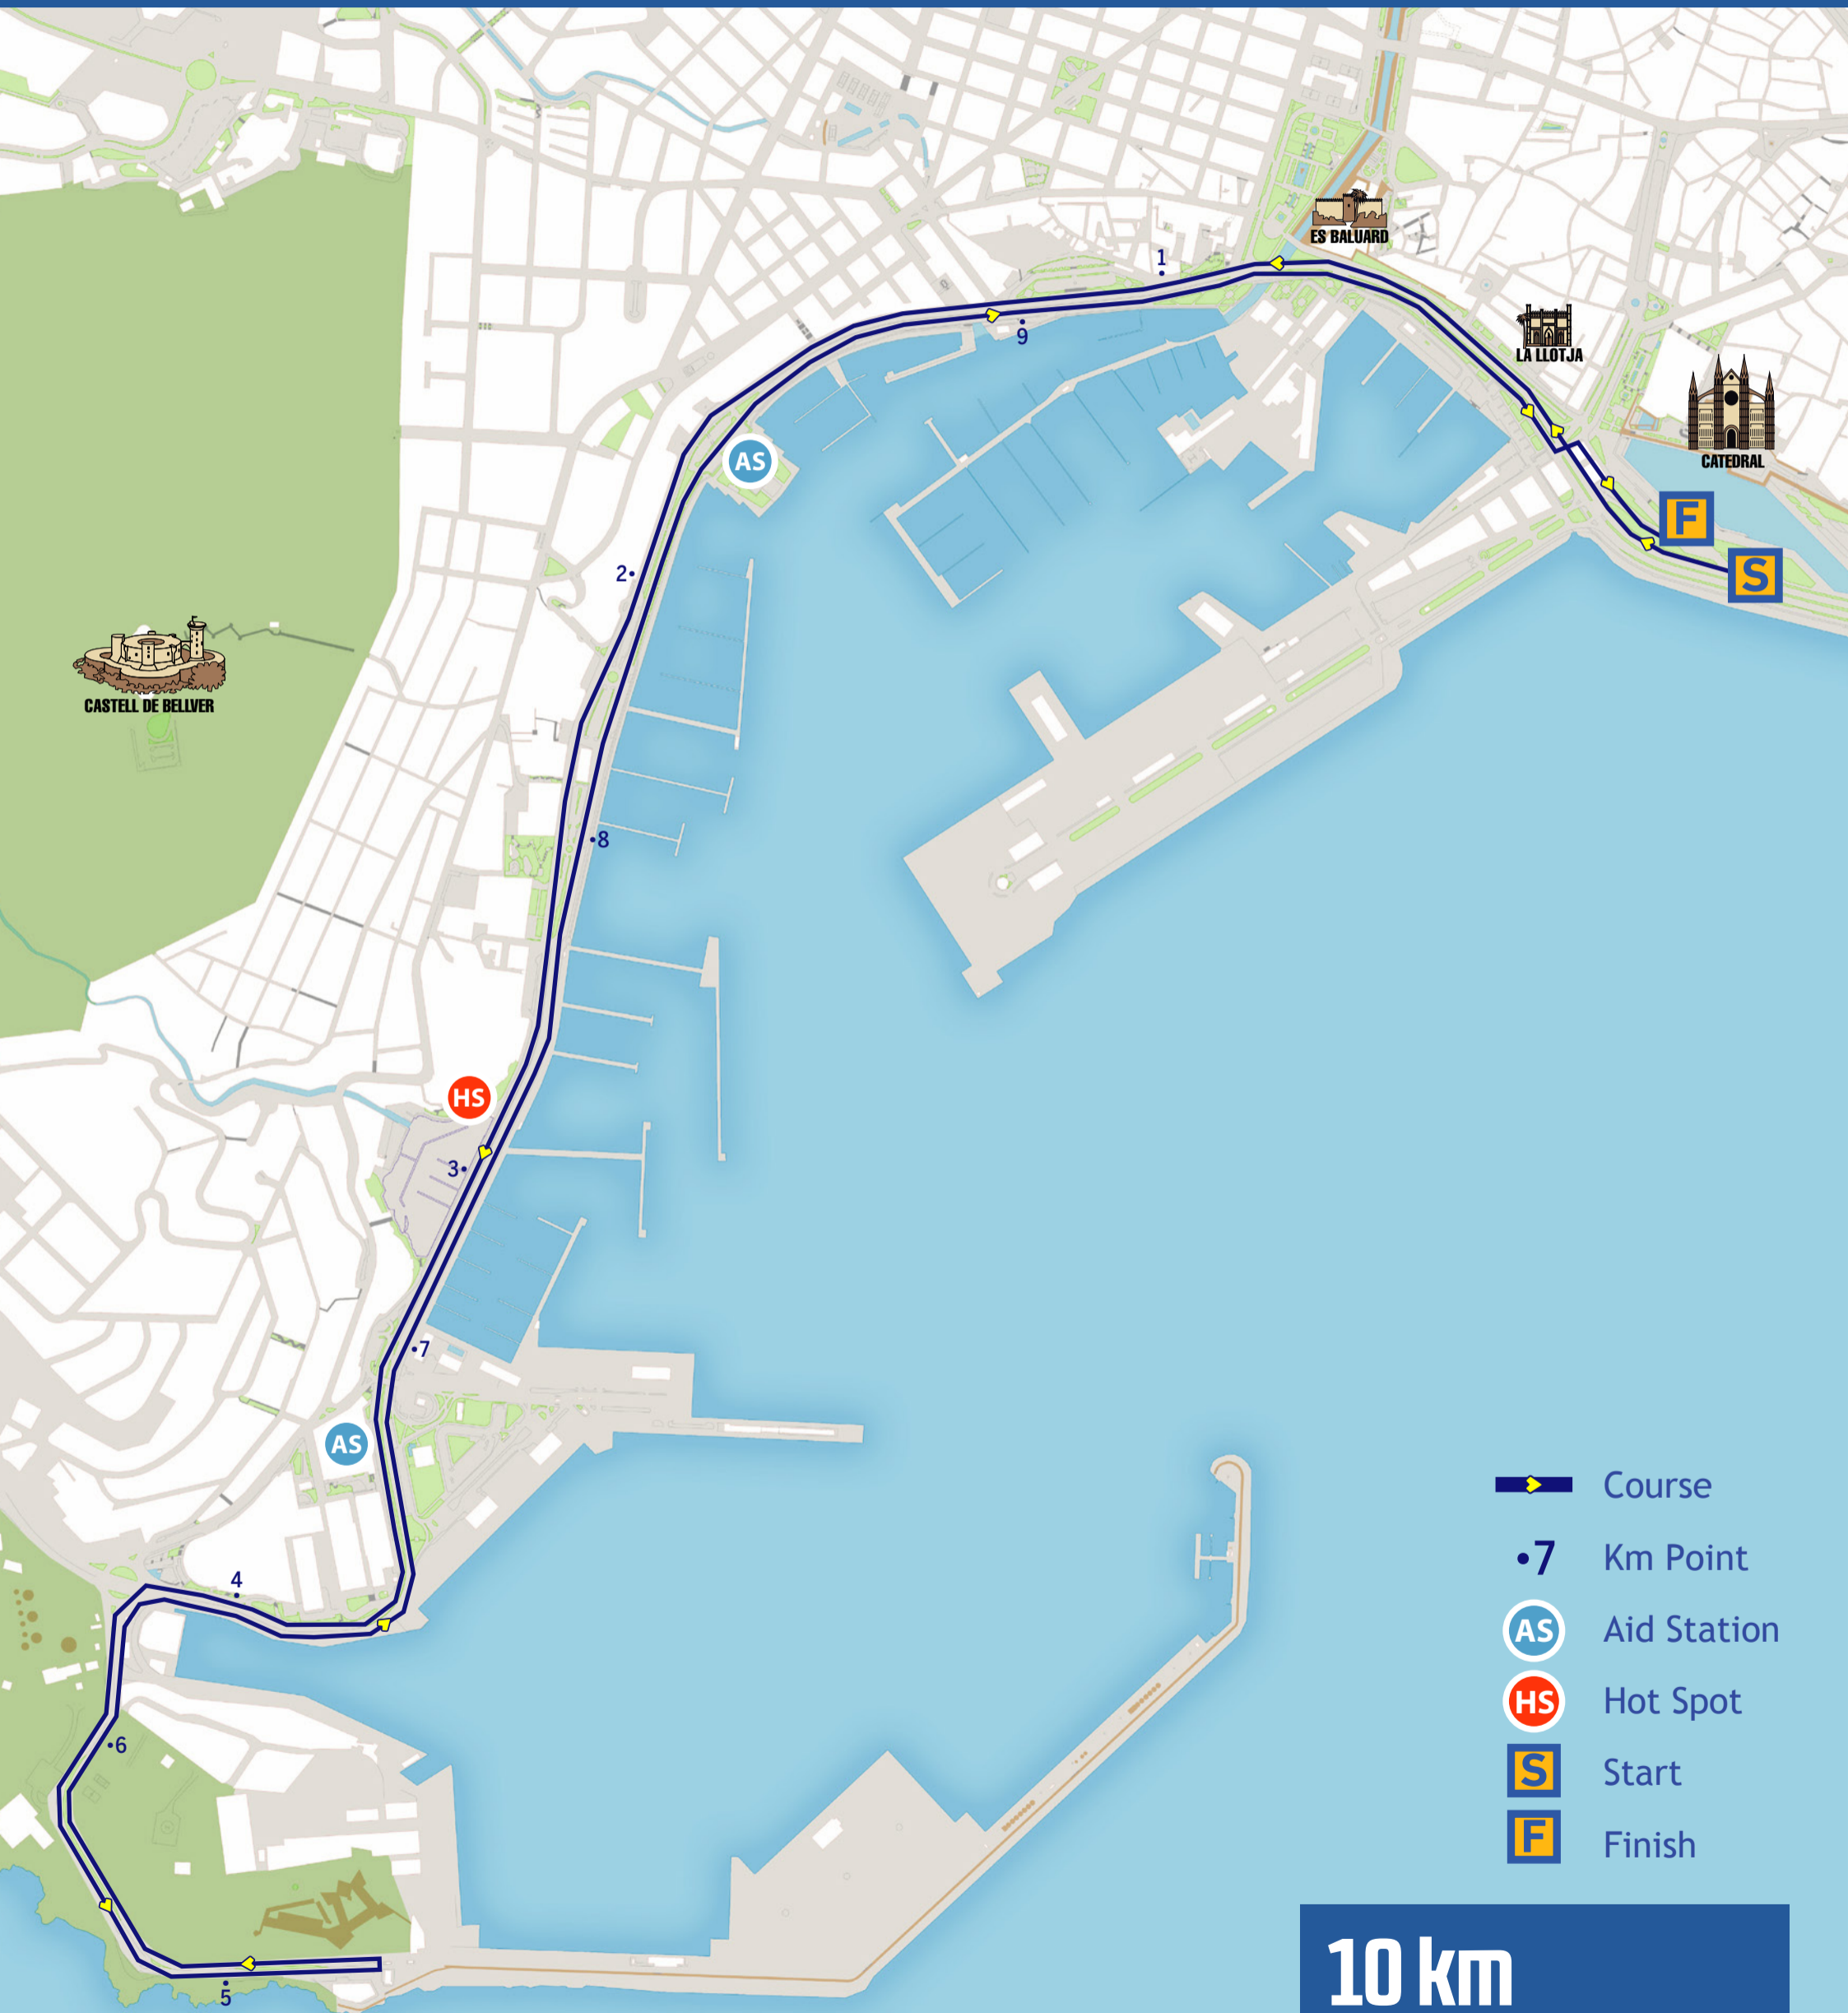 ES BALUARD
1
LA LLOTJA
9
CATEDRAL
AS
F
S
2
CASTELL DE BELLVER
8
HS
3
7
AS
Course
7 Km Point
4
AS Aid Station
HS Hot Spot
6
S Start
F Finish
10 km
5